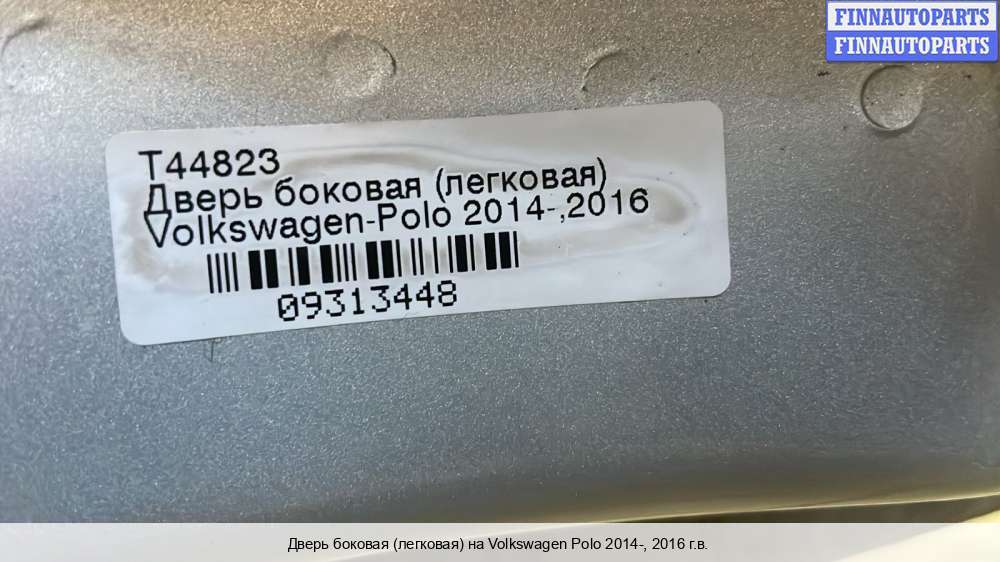 FINNAUTOPARTS
FINNAUTOPARTS
T44823
Дверь боковая (легковая)
Volkswagen-Polo 2014-,2016
09313448
Дверь боковая (легковая) на Volkswagen Polo 2014-, 2016 г.в.